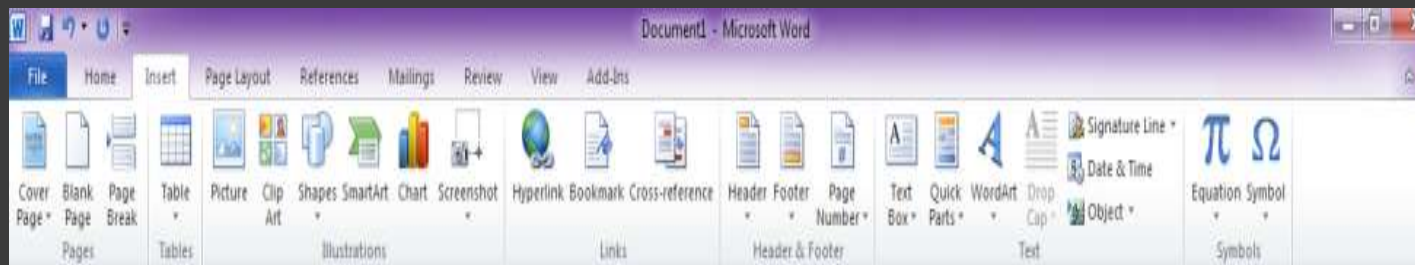 Document1 - Microsoft Word
File Home Insert Page Layout References Mailings Review View Add-Ins
Cover Page
Blank Page
Page Break
Pages
Table
Tables
Picture
Clip Art
Shapes
SmartArt
Chart
Screenshot
Illustrations
Hyperlink
Bookmark
Cross-reference
Links
Header
Footer
Page Number
Header & Footer
Text Box
Quick Parts
WordArt
Drop Cap
Signature Line
Date & Time
Object
Text
Equation
Symbol
Symbols